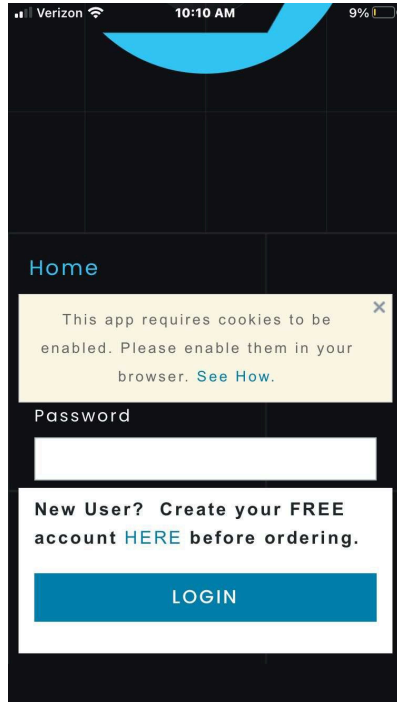 Verizon 10:10 AM 9%
Home
This app requires cookies to be
enabled. Please enable them in your
browser. See How.
×
Password
New User? Create your FREE
account HERE before ordering.
LOGIN